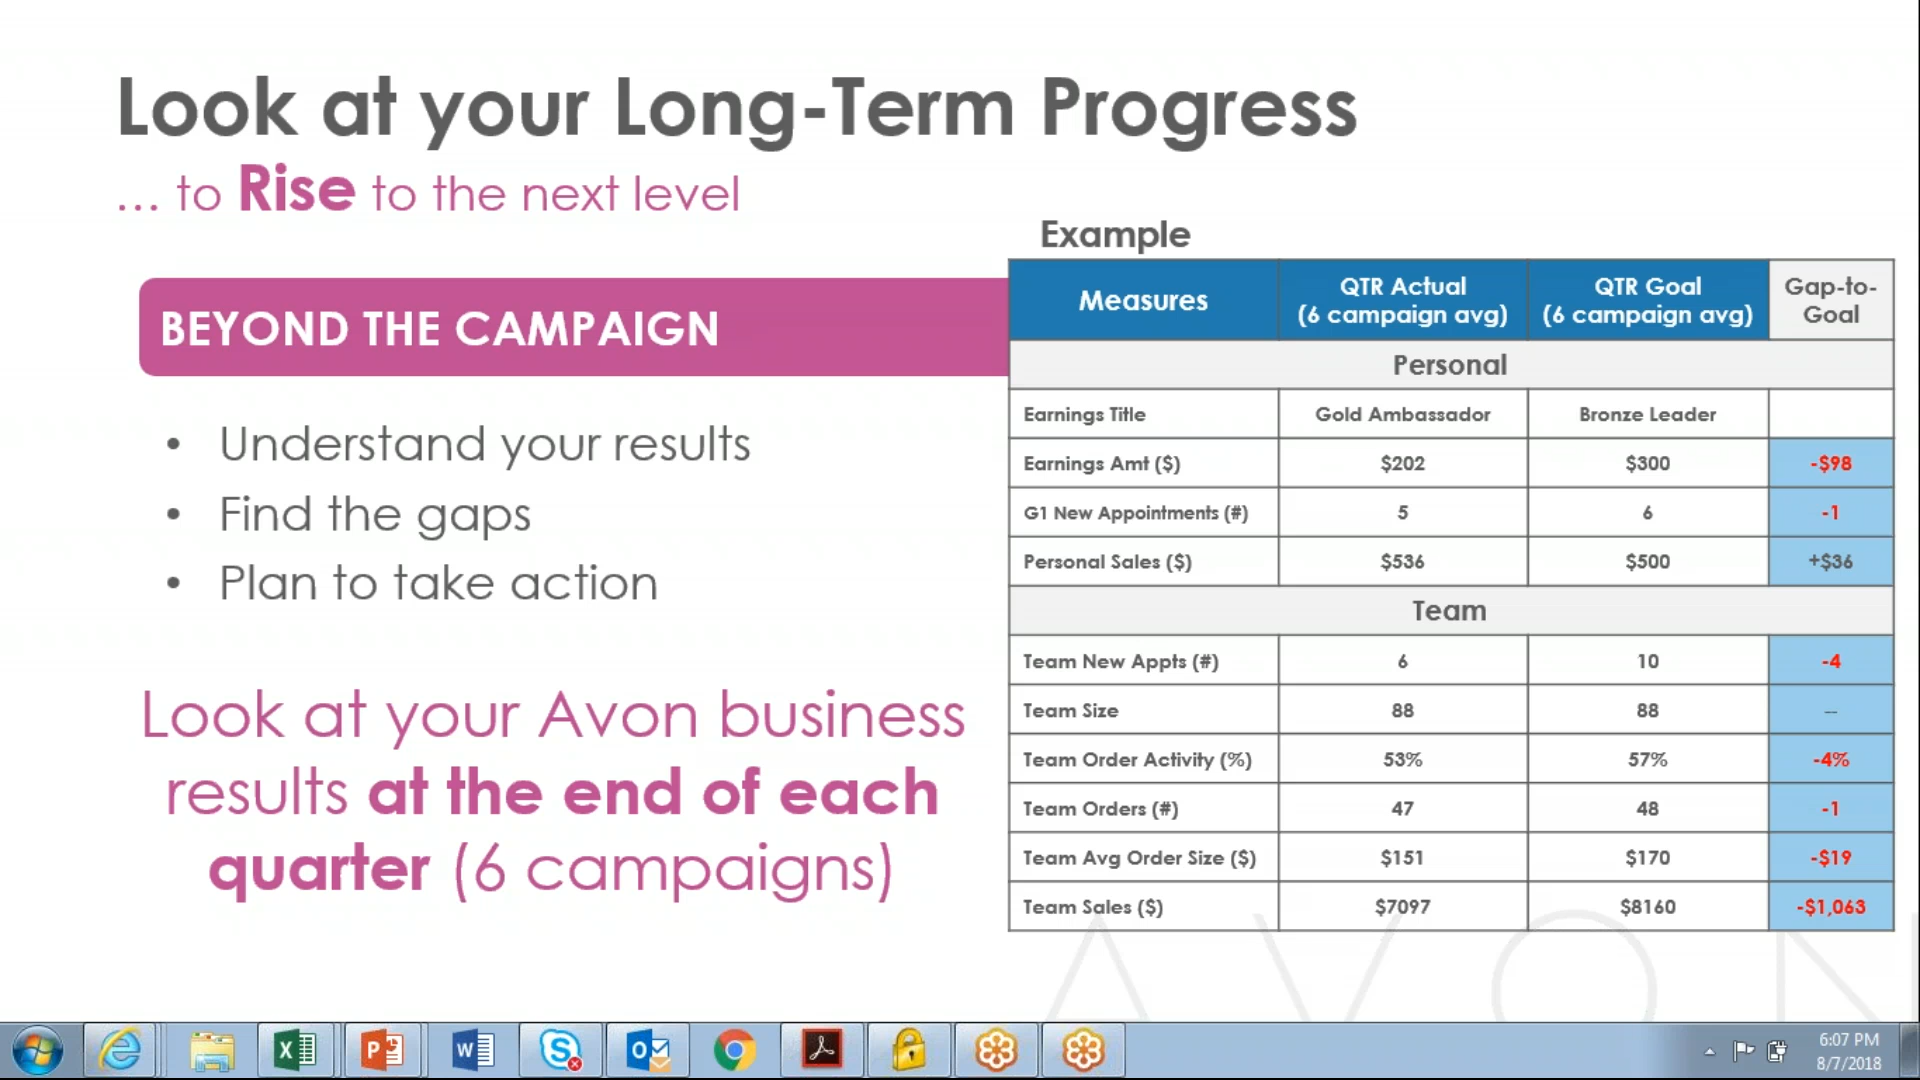 Look at your Long-Term Progress
... to Rise to the next level
BEYOND THE CAMPAIGN
• Understand your results
• Find the gaps
• Plan to take action
Look at your Avon business
results at the end of each
quarter (6 campaigns)
Example
Measures QTR Actual (6 campaign avg) QTR Goal (6 campaign avg) Gap-to-Goal
Personal
Earnings Title Gold Ambassador Bronze Leader
Earnings Amt ($) $202 $300 -$98
G1 New Appointments (#) 5 6 -1
Personal Sales ($) $536 $500 +$36
Team
Team New Appts (#) 6 10 -4
Team Size 88 88 --
Team Order Activity (%) 53% 57% -4%
Team Orders (#) 47 48 -1
Team Avg Order Size ($) $151 $170 -$19
Team Sales ($) $7097 $8160 -$1,063
AVON
6:07 PM
8/7/2018